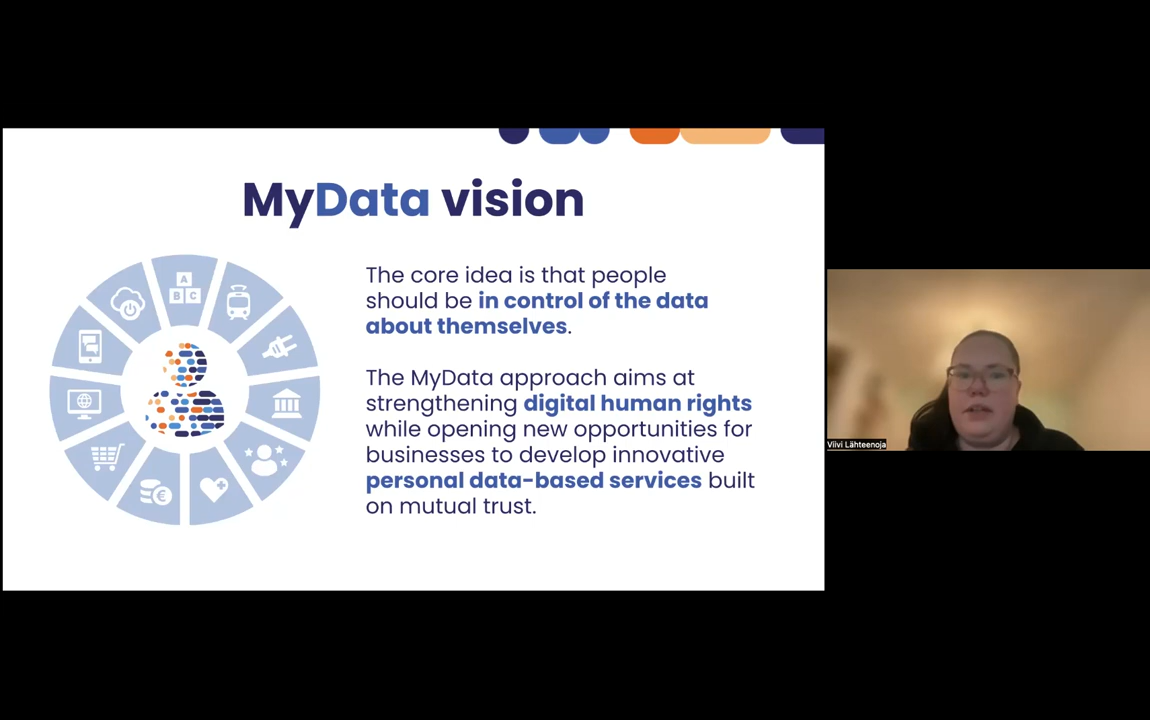 MyData vision
A
B C
The core idea is that people
should be in control of the data
about themselves.
The MyData approach aims at
strengthening digital human rights
while opening new opportunities for
businesses to develop innovative
personal data-based services built
on mutual trust.
€
Viivi Lähteenoja